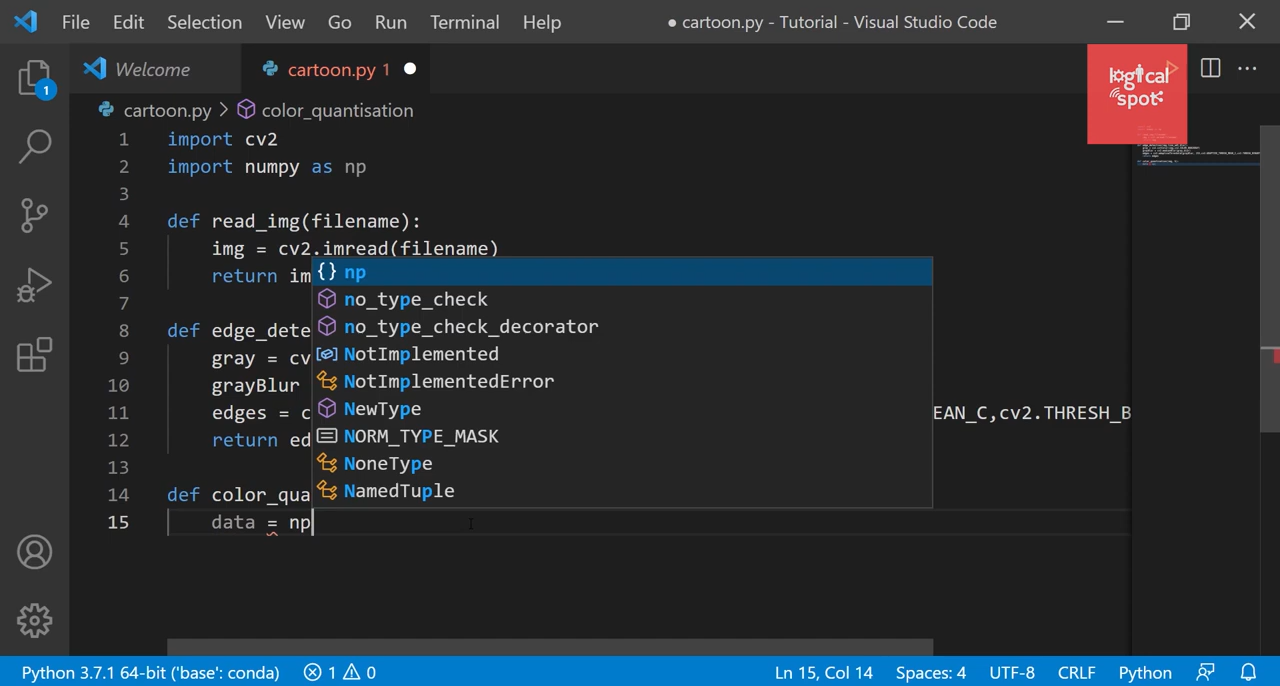 File Edit Selection View Go Run Terminal Help ● cartoon.py - Tutorial - Visual Studio Code
Welcome cartoon.py 1
logical spot
cartoon.py > color_quantisation
1 import cv2
2 import numpy as np
3
4 def read_img(filename):
5 img = cv2.imread(filename)
6 return im
7
8 def edge_dete
9 gray = cv
10 grayBlur
11 edges = c EAN_C,cv2.THRESH_B
12 return ed
13
14 def color_qua
15 data = np
{} np
no_type_check
no_type_check_decorator
NotImplemented
NotImplementedError
NewType
NORM_TYPE_MASK
NoneType
NamedTuple
1
Python 3.7.1 64-bit ('base': conda) 1 0 Ln 15, Col 14 Spaces: 4 UTF-8 CRLF Python